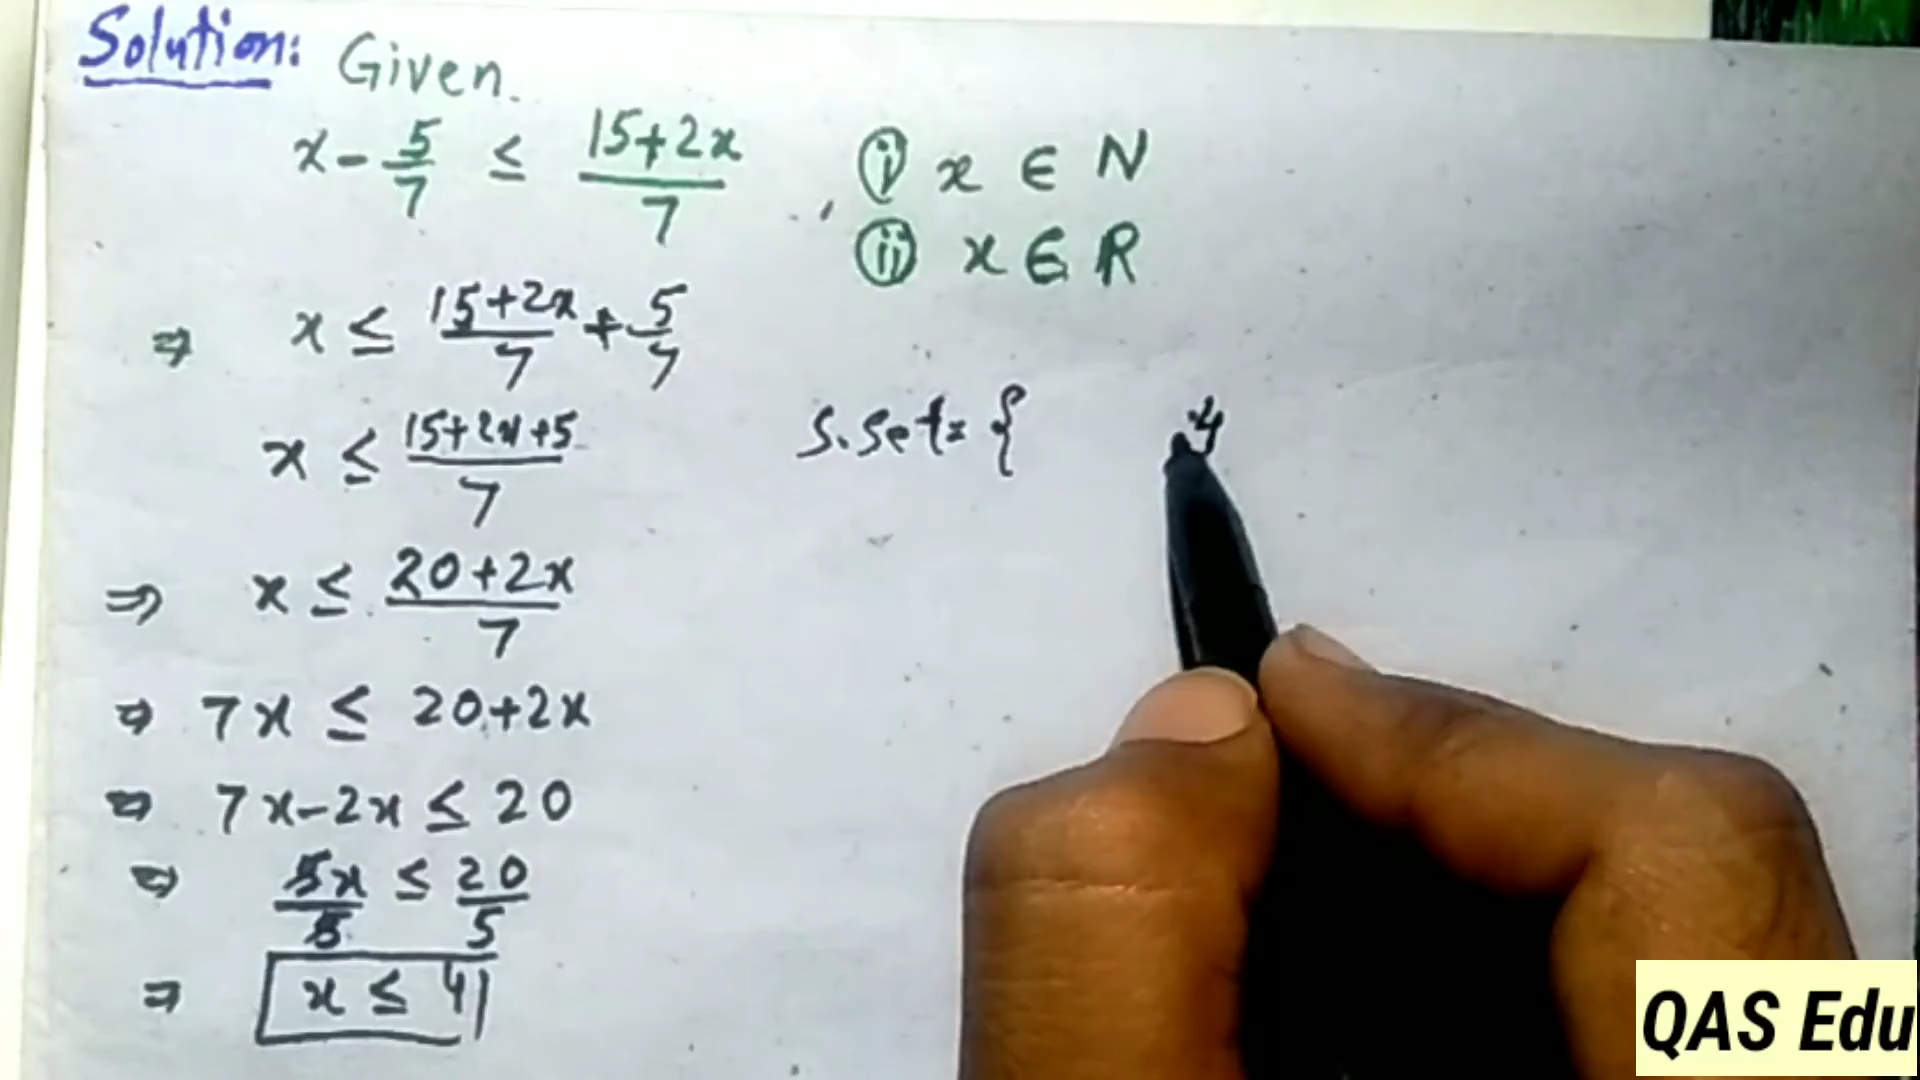 Solution: Given.
x - 5/7 ≤ (15+2x)/7 , (i) x ∈ N
(ii) x ∈ R
⇒ x ≤ (15+2x)/7 + 5/7
x ≤ (15+2x+5)/7
S.Set = { ,4
⇒ x ≤ (20+2x)/7
⇒ 7x ≤ 20+2x
⇒ 7x-2x ≤ 20
⇒ 5x/5 ≤ 20/5
⇒ x ≤ 4
QAS Edu